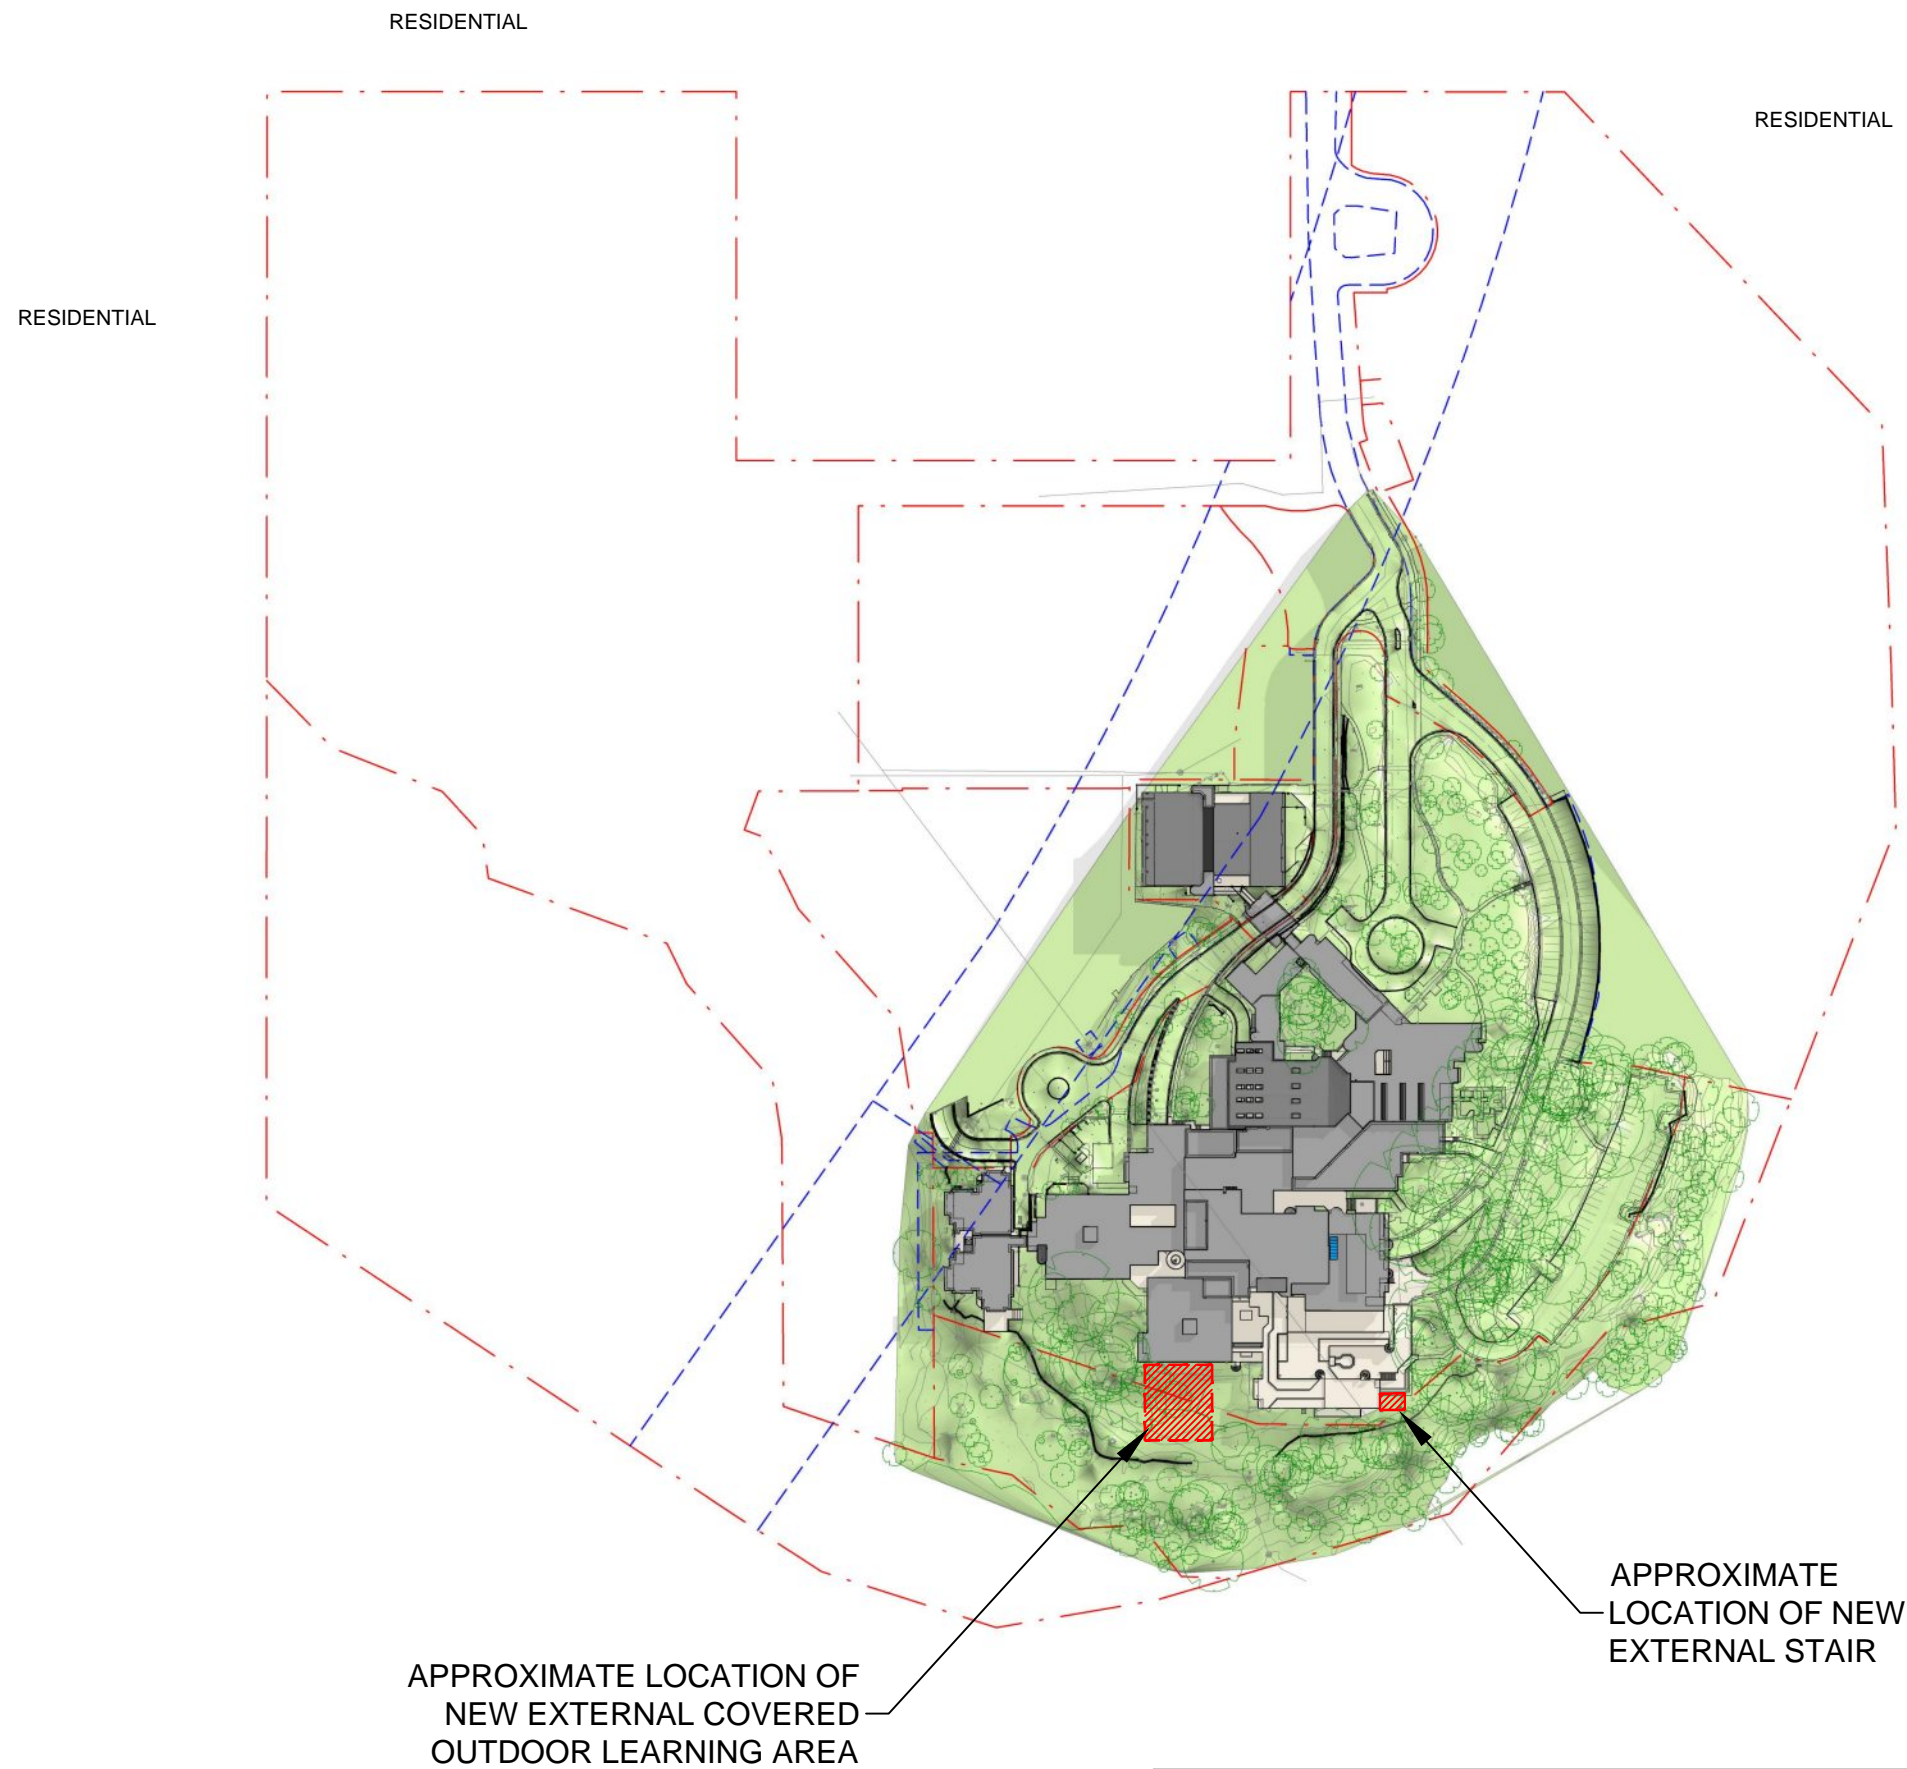 RESIDENTIAL
RESIDENTIAL
RESIDENTIAL
APPROXIMATE
LOCATION OF NEW
EXTERNAL STAIR
APPROXIMATE LOCATION OF
NEW EXTERNAL COVERED
OUTDOOR LEARNING AREA